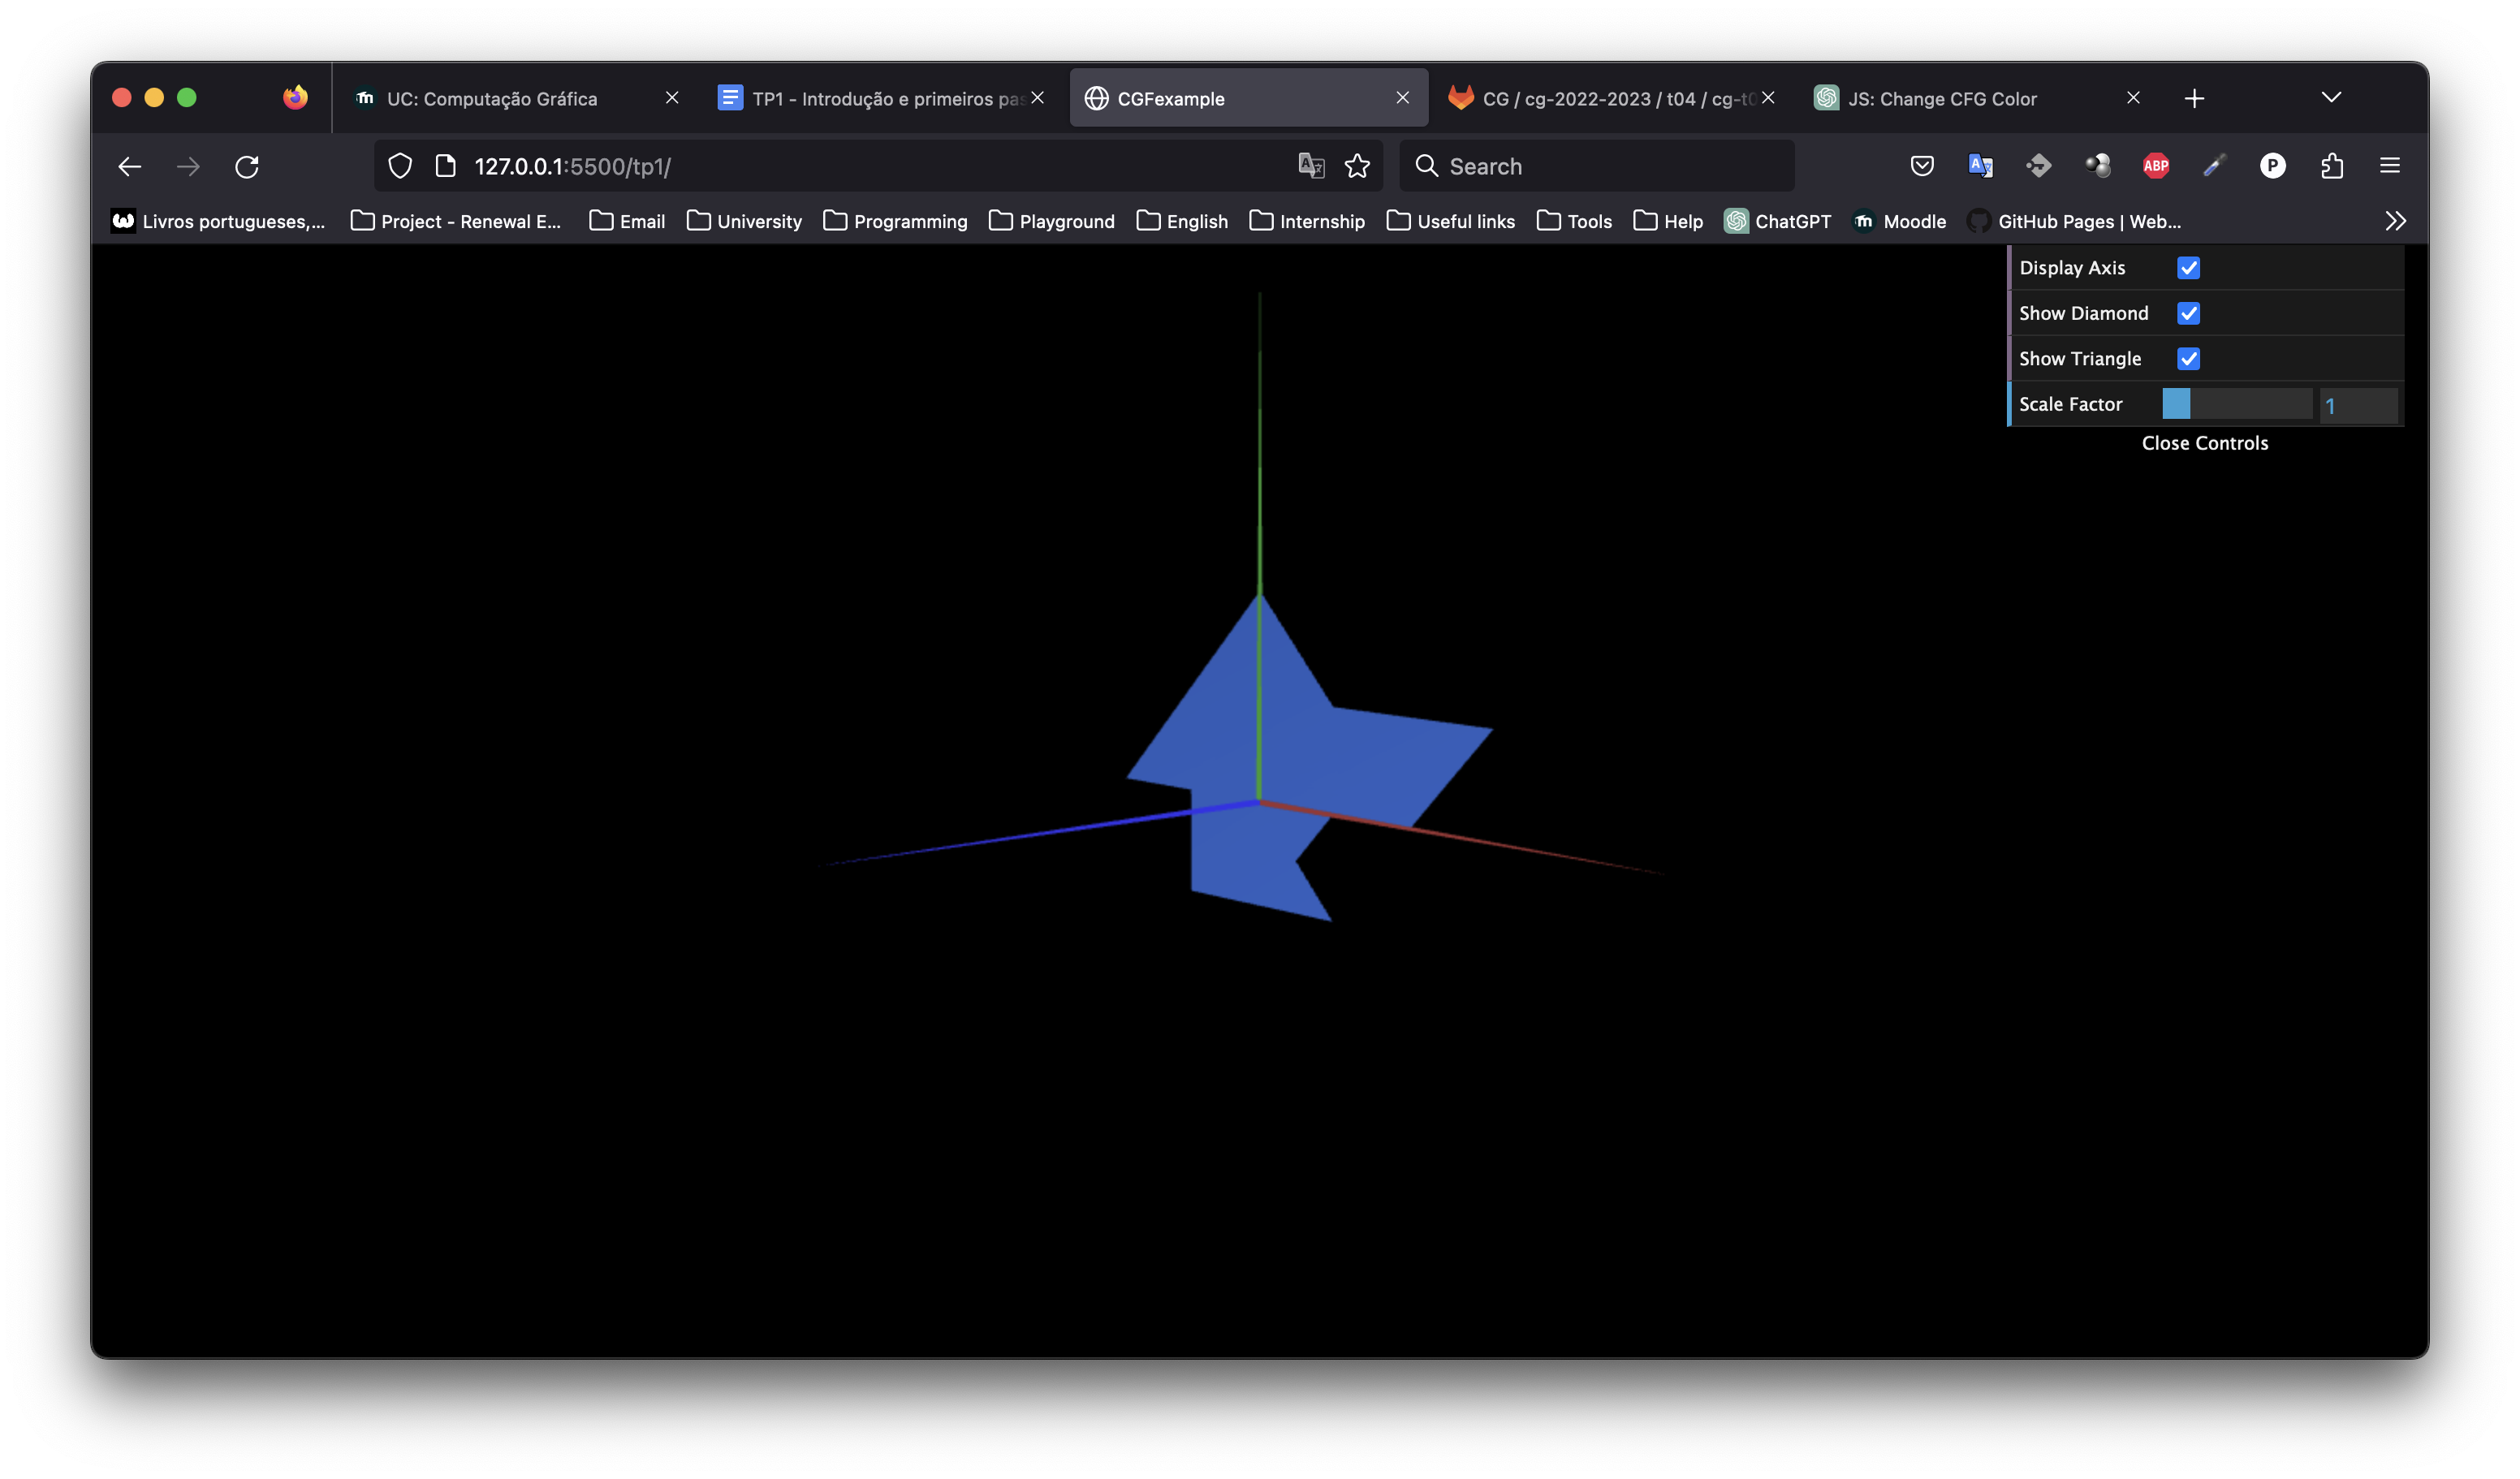 UC: Computação Gráfica
TP1 - Introdução e primeiros pas
CGFexample
CG / cg-2022-2023 / t04 / cg-t0
JS: Change CFG Color
127.0.0.1:5500/tp1/
Search
ABP
P
Livros portugueses,...
Project - Renewal E...
Email
University
Programming
Playground
English
Internship
Useful links
Tools
Help
ChatGPT
Moodle
GitHub Pages | Web...
Display Axis
Show Diamond
Show Triangle
Scale Factor 1
Close Controls